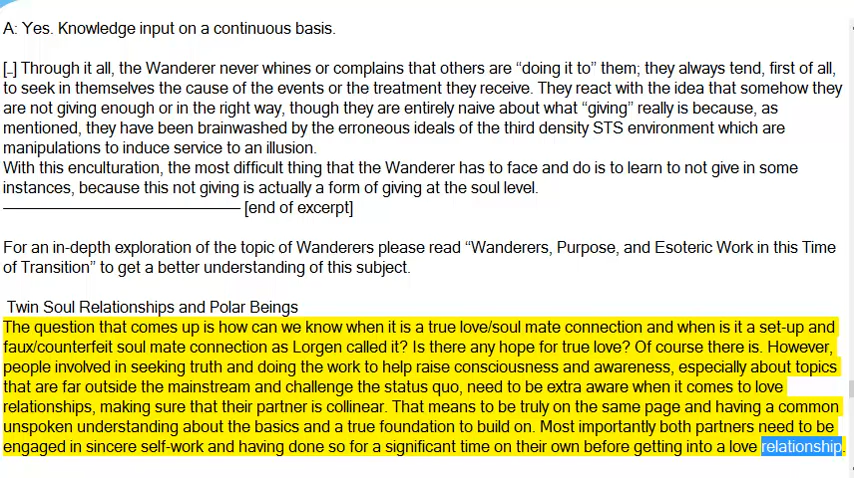 A: Yes. Knowledge input on a continuous basis.
[..] Through it all, the Wanderer never whines or complains that others are “doing it to” them; they always tend, first of all,
to seek in themselves the cause of the events or the treatment they receive. They react with the idea that somehow they
are not giving enough or in the right way, though they are entirely naive about what “giving” really is because, as
mentioned, they have been brainwashed by the erroneous ideals of the third density STS environment which are
manipulations to induce service to an illusion.
With this enculturation, the most difficult thing that the Wanderer has to face and do is to learn to not give in some
instances, because this not giving is actually a form of giving at the soul level.
———————————————— [end of excerpt]
For an in-depth exploration of the topic of Wanderers please read “Wanderers, Purpose, and Esoteric Work in this Time
of Transition” to get a better understanding of this subject.
Twin Soul Relationships and Polar Beings
The question that comes up is how can we know when it is a true love/soul mate connection and when is it a set-up and
faux/counterfeit soul mate connection as Lorgen called it? Is there any hope for true love? Of course there is. However,
people involved in seeking truth and doing the work to help raise consciousness and awareness, especially about topics
that are far outside the mainstream and challenge the status quo, need to be extra aware when it comes to love
relationships, making sure that their partner is collinear. That means to be truly on the same page and having a common
unspoken understanding about the basics and a true foundation to build on. Most importantly both partners need to be
engaged in sincere self-work and having done so for a significant time on their own before getting into a love relationship.